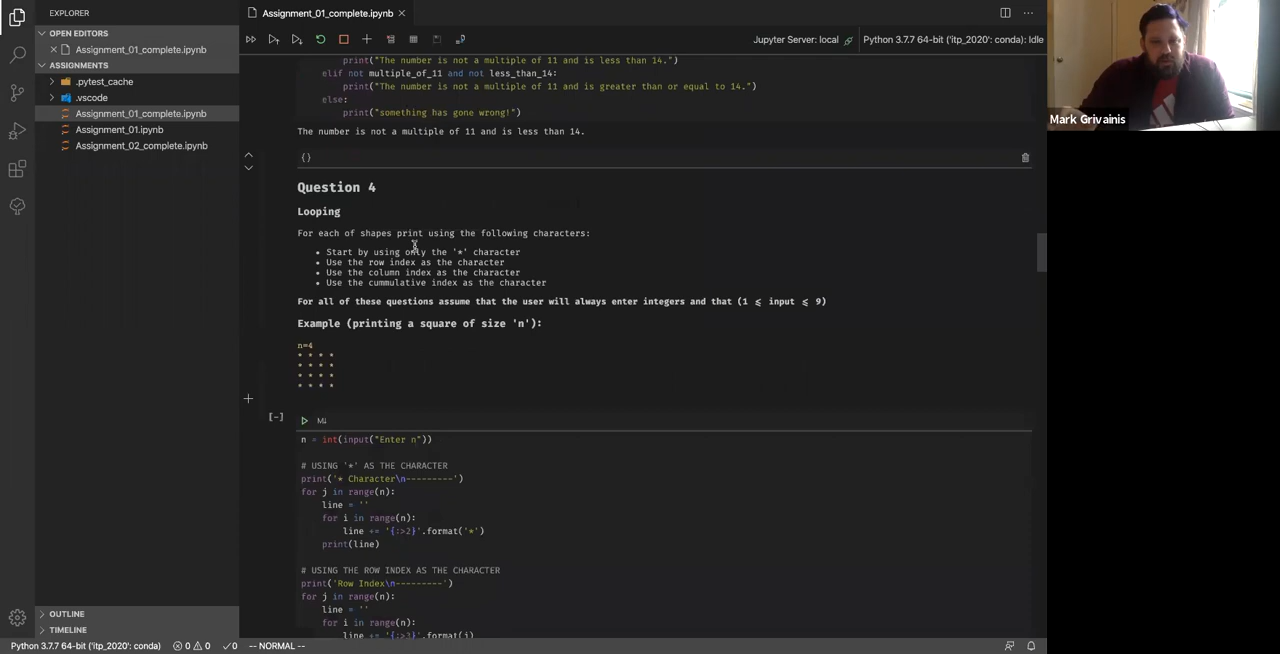 EXPLORER
OPEN EDITORS
Assignment_01_complete.ipynb
ASSIGNMENTS
.pytest_cache
.vscode
Assignment_01_complete.ipynb
Assignment_01.ipynb
Assignment_02_complete.ipynb
OUTLINE
TIMELINE
Assignment_01_complete.ipynb
Jupyter Server: local
Python 3.7.7 64-bit ('itp_2020': conda): Idle
print("The number is not a multiple of 11 and is less than 14.")
elif not multiple_of_11 and not less_than_14:
print("The number is not a multiple of 11 and is greater than or equal to 14.")
else:
print("something has gone wrong!")
The number is not a multiple of 11 and is less than 14.
{}
Question 4
Looping
For each of shapes print using the following characters:
• Start by using only the '*' character
• Use the row index as the character
• Use the column index as the character
• Use the cummulative index as the character
For all of these questions assume that the user will always enter integers and that (1 ⩽ input ⩽ 9)
Example (printing a square of size 'n'):
n=4
* * * *
* * * *
* * * *
* * * *
[-]
M↓
n = int(input("Enter n"))
# USING '*' AS THE CHARACTER
print('* Character\n---------')
for j in range(n):
line = ''
for i in range(n):
line += '{:>2}'.format('*')
print(line)
# USING THE ROW INDEX AS THE CHARACTER
print('Row Index\n---------')
for j in range(n):
line = ''
for i in range(n):
line += '{:>3}'.format(j)
Mark Grivainis
Python 3.7.7 64-bit ('itp_2020': conda)
0
0
0
-- NORMAL --